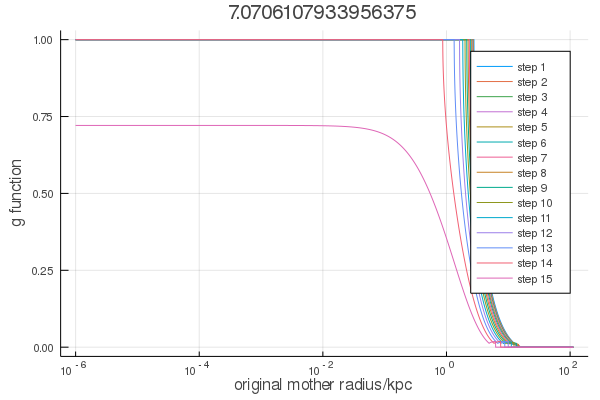 7.0706107933956375
1.00
0.75
0.50
0.25
0.00
g function
step 1
step 2
step 3
step 4
step 5
step 6
step 7
step 8
step 9
step 10
step 11
step 12
step 13
step 14
step 15
10⁻⁶ 10⁻⁴ 10⁻² 10⁰ 10²
original mother radius/kpc